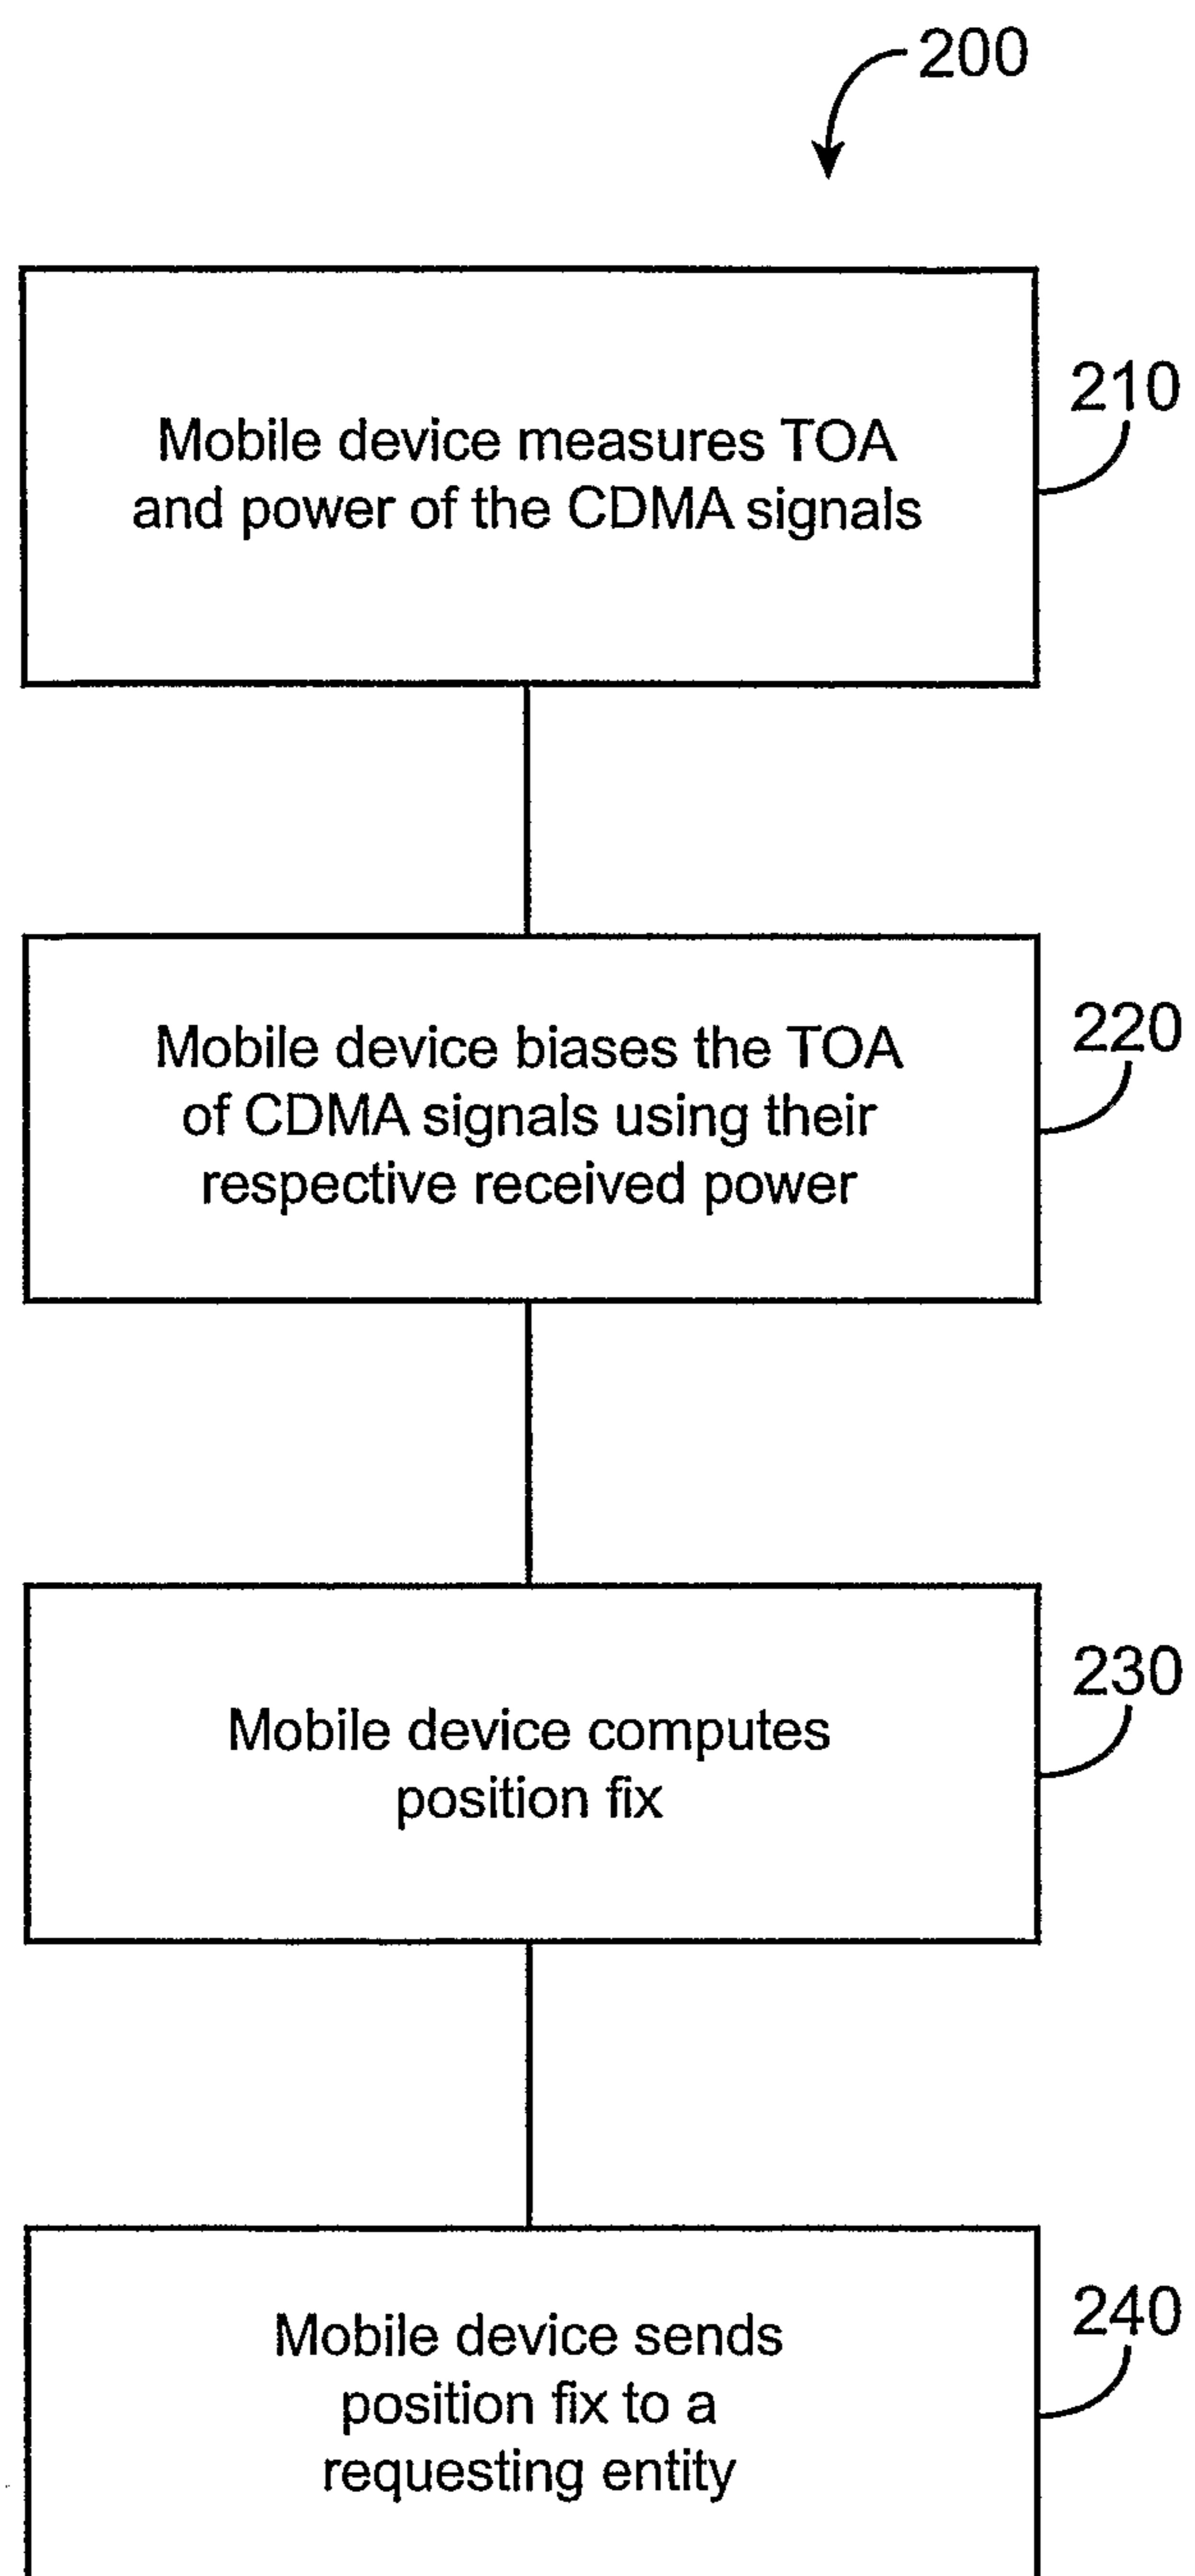 200
Mobile device measures TOA
and power of the CDMA signals
210
Mobile device biases the TOA
of CDMA signals using their
respective received power
220
Mobile device computes
position fix
230
Mobile device sends
position fix to a
requesting entity
240